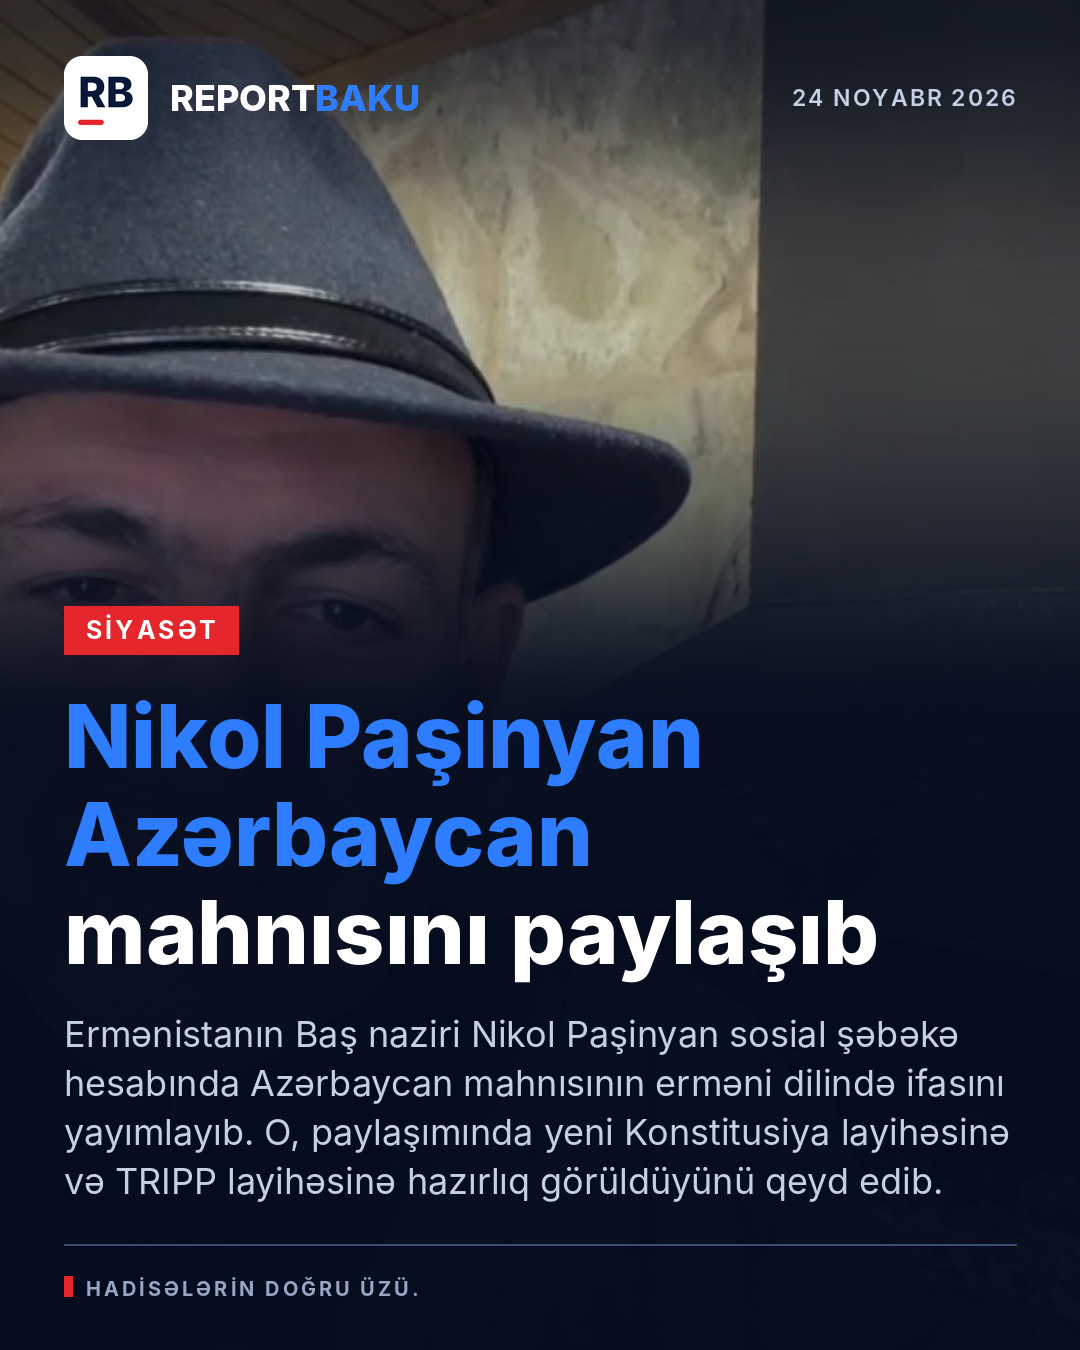 RB
REPORTBAKU
24 NOYABR 2026
SİYASƏT
Nikol Paşinyan
Azərbaycan
mahnısını paylaşıb
Ermənistanın Baş naziri Nikol Paşinyan sosial şəbəkə
hesabında Azərbaycan mahnısının erməni dilində ifasını
yayımlayıb. O, paylaşımında yeni Konstitusiya layihəsinə
və TRIPP layihəsinə hazırlıq görüldüyünü qeyd edib.
HADİSƏLƏRİN DOĞRU ÜZÜ.